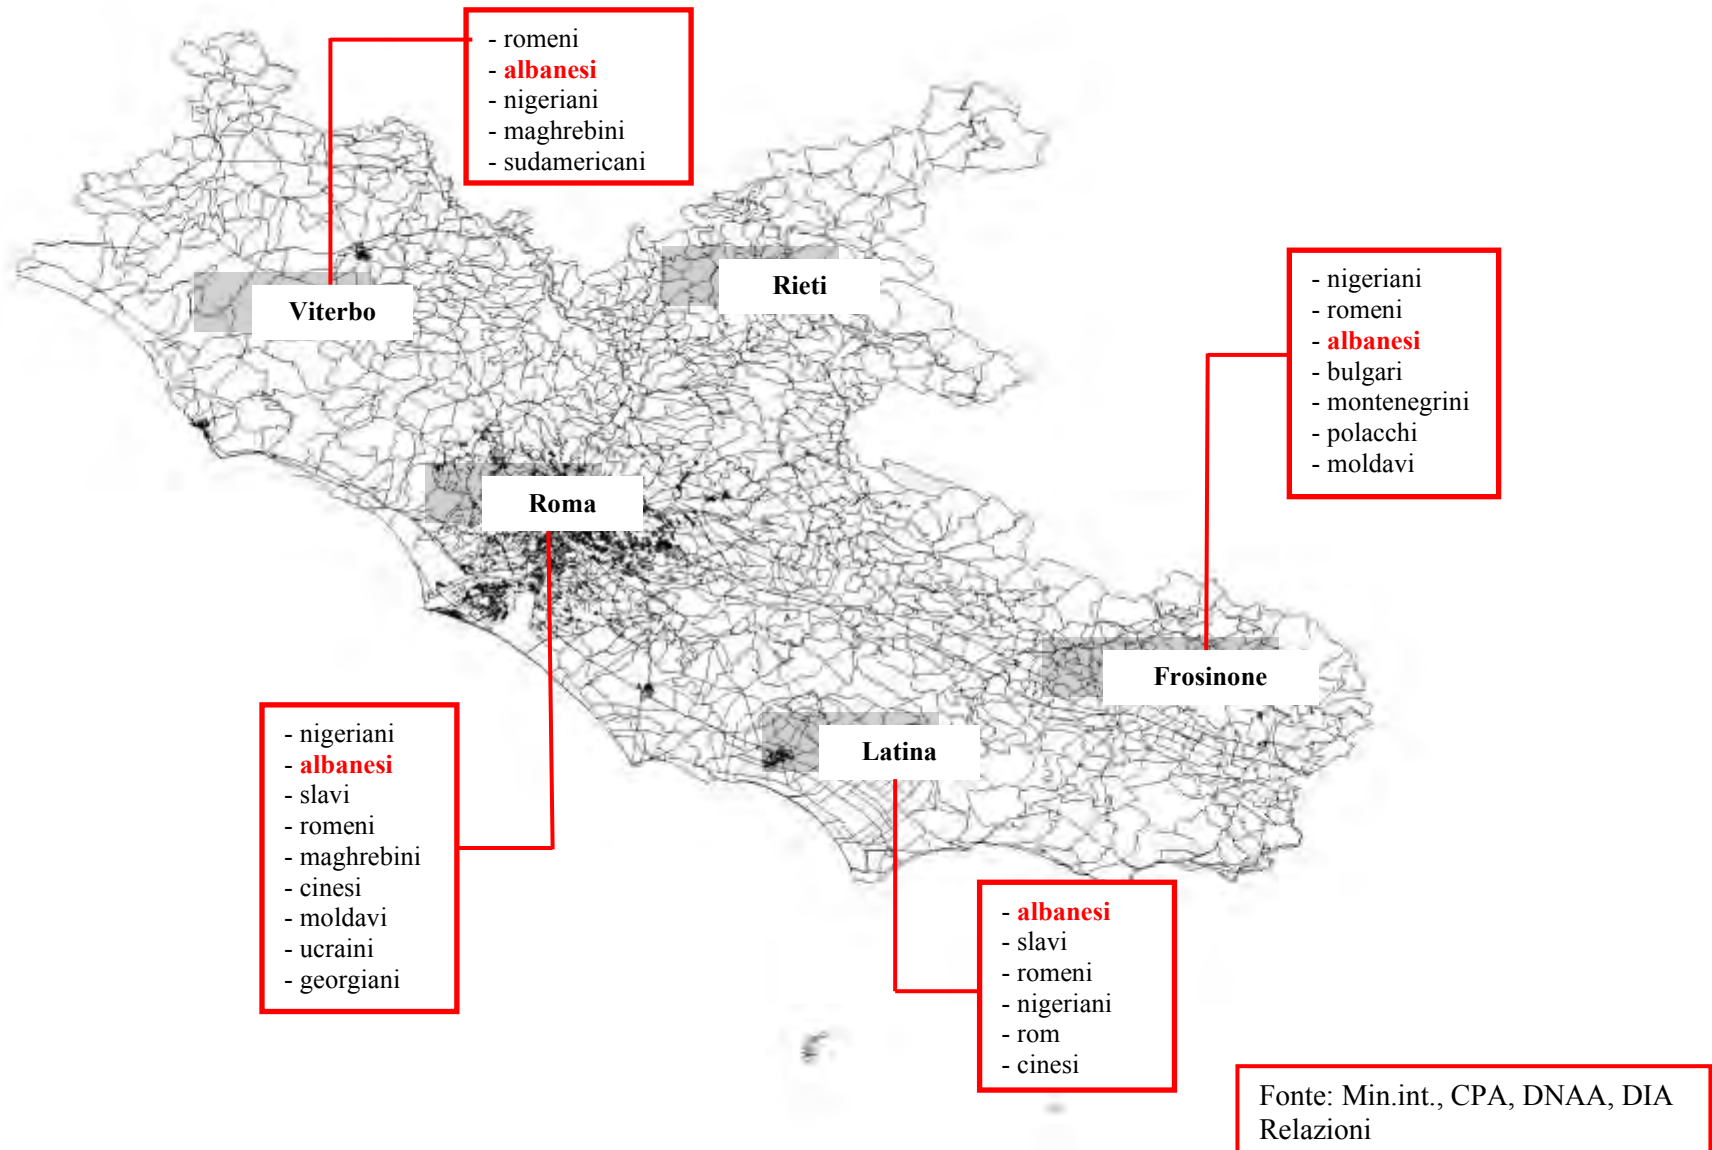 - romeni
- albanesi
- nigeriani
- maghrebini
- sudamericani
Viterbo
Rieti
- nigeriani
- romeni
- albanesi
- bulgari
- montenegrini
- polacchi
- moldavi
Roma
Frosinone
Latina
- nigeriani
- albanesi
- slavi
- romeni
- maghrebini
- cinesi
- moldavi
- ucraini
- georgiani
- albanesi
- slavi
- romeni
- nigeriani
- rom
- cinesi
Fonte: Min.int., CPA, DNAA, DIA
Relazioni